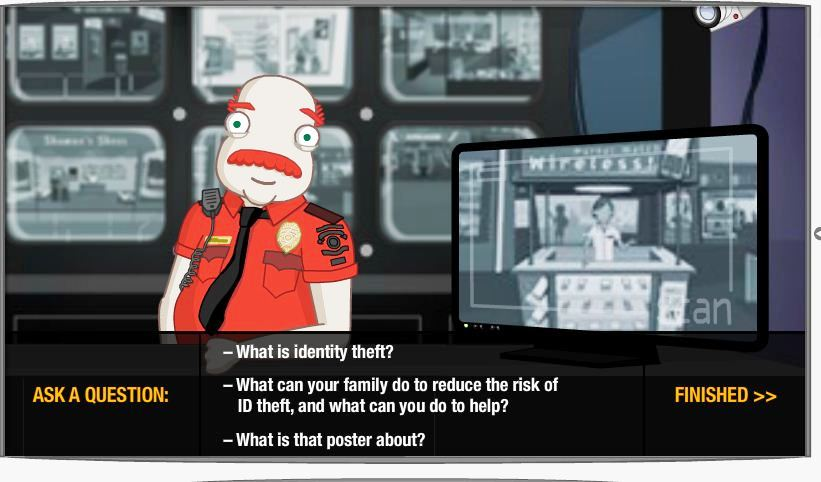 Wireless!
can
– What is identity theft?
– What can your family do to reduce the risk of
ID theft, and what can you do to help?
– What is that poster about?
ASK A QUESTION:
FINISHED >>